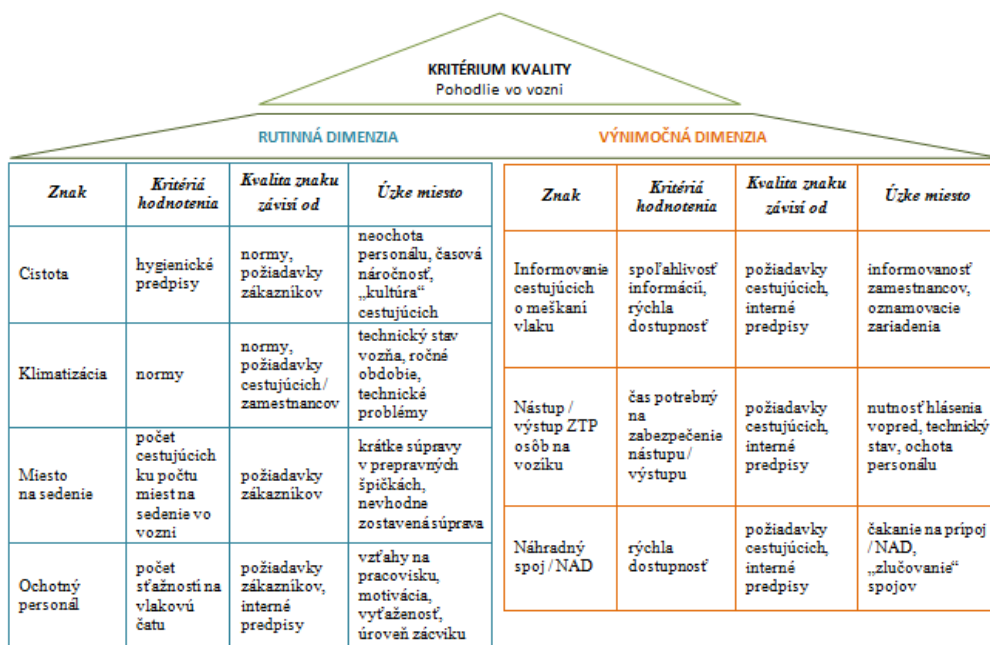 KRITÉRIUM KVALITY
Pohodlie vo vozni
RUTINNÁ DIMENZIA
VÝNIMOČNÁ DIMENZIA
Znak
Kritériá
hodnotenia
Kvalita znaku
závisí od
Úzke miesto
Cistota
hygienické
predpisy
normy,
požiadavky
zákazníkov
neochota
personálu, časová
náročnosť,
„kultúra“
cestujúcich
Klimatizácia
normy
normy,
požiadavky
cestujúcich /
zamestnancov
technický stav
vozňa, ročné
obdobie,
technické
problémy
Miesto
na sedenie
počet
cestujúcich
ku počtu
miest na
sedenie vo
vozni
požiadavky
zákazníkov
krátke súpravy
v prepravných
špičkách,
nevhodne
zostavená súprava
Ochotný
personál
počet
sťažností na
vlakovú
čatu
požiadavky
zákazníkov,
interné
predpisy
vzťahy na
pracovisku,
motivácia,
vyťaženosť,
úroveň zácviku
Znak
Kritériá
hodnotenia
Kvalita znaku
závisí od
Úzke miesto
Informovanie
cestujúcich
o meškaní
vlaku
spoľahlivosť
informácií,
rýchla
dostupnosť
požiadavky
cestujúcich,
interné
predpisy
informovanosť
zamestnancov,
oznamovacie
zariadenia
Nástup /
výstup ZTP
osôb na
vozíku
čas potrebný
na
zabezpečenie
nástupu /
výstupu
požiadavky
cestujúcich,
interné
predpisy
nutnosť hlásenia
vopred, technický
stav, ochota
personálu
Náhradný
spoj / NAD
rýchla
dostupnosť
požiadavky
cestujúcich,
interné
predpisy
čakanie na prípoj
/ NAD,
„zlučovanie“
spojov